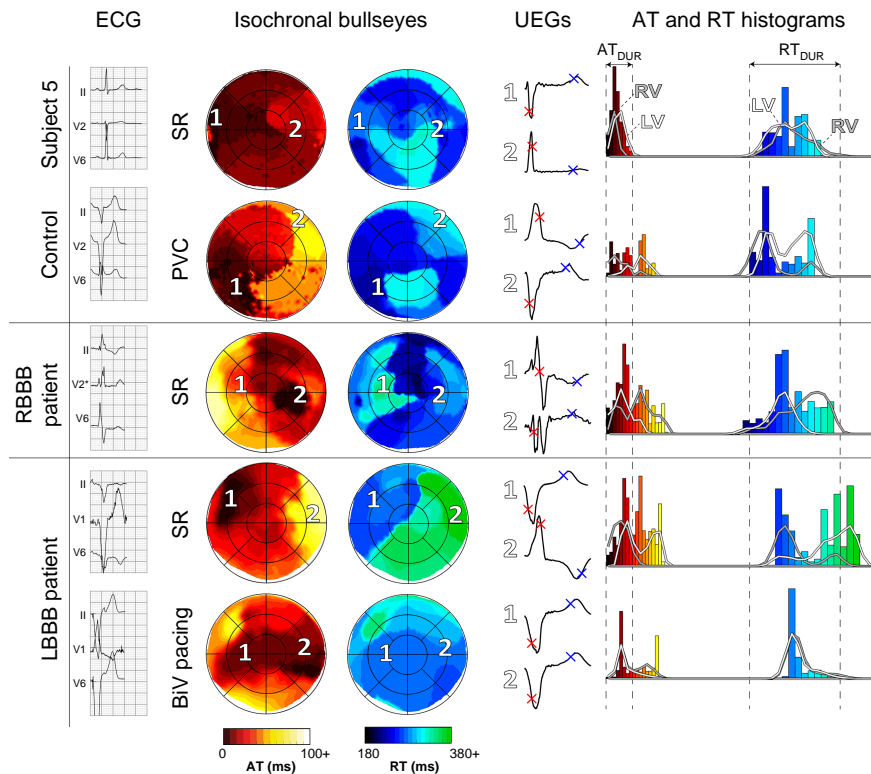 ECG Isochronal bullseyes UEGs AT and RT histograms
Subject 5
Control
RBBB patient
LBBB patient
II
V2
V6
SR
1 2
1
2
AT DUR
RT DUR
RV
LV
LV
RV
II
V2
V6
PVC
2
1
1
1
2
II
V2*
V6
SR
1 2
1 2
1
2
II
V1
V6
SR
1 2
1 2
1
2
II
V1
V6
BiV pacing
1 2
1 2
1
2
0 100+
AT (ms)
180 380+
RT (ms)